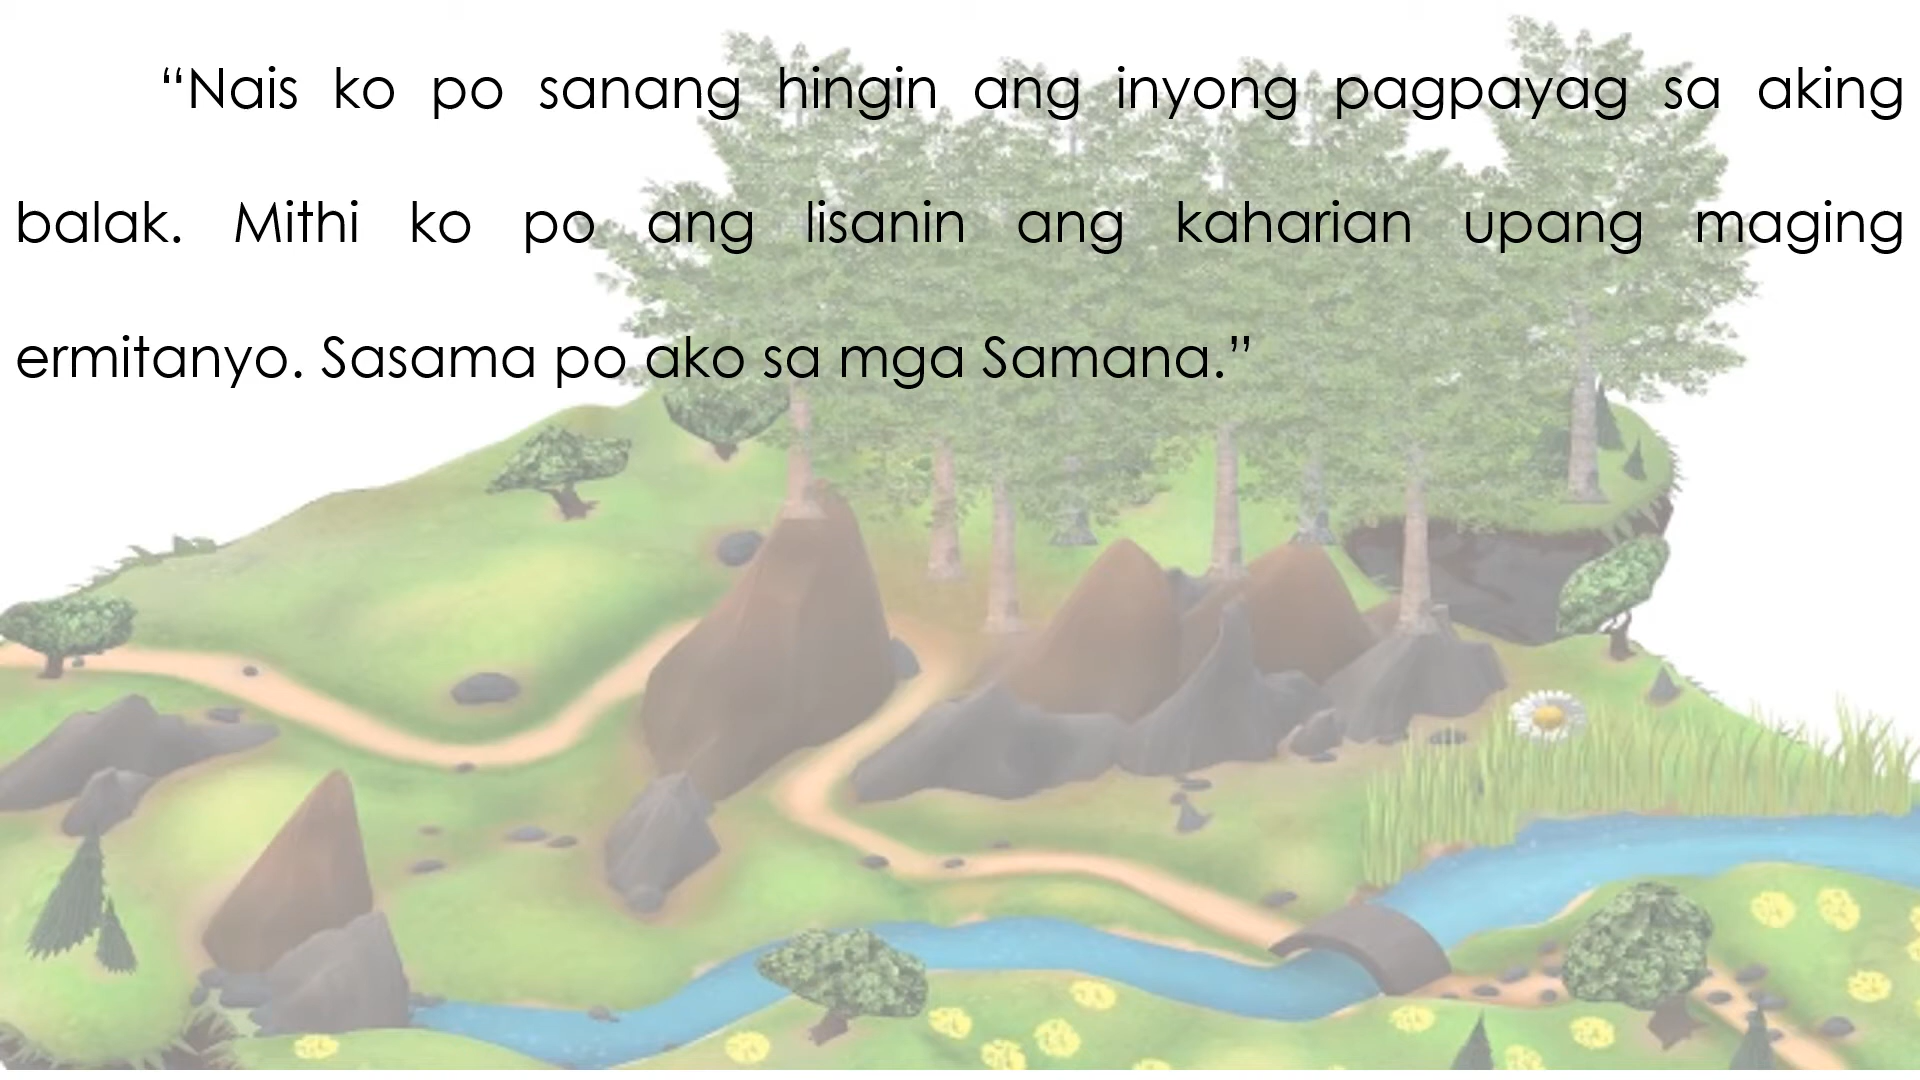 “Nais ko po sanang hingin ang inyong pagpayag sa aking
balak. Mithi ko po ang lisanin ang kaharian upang maging
ermitanyo. Sasama po ako sa mga Samana.”